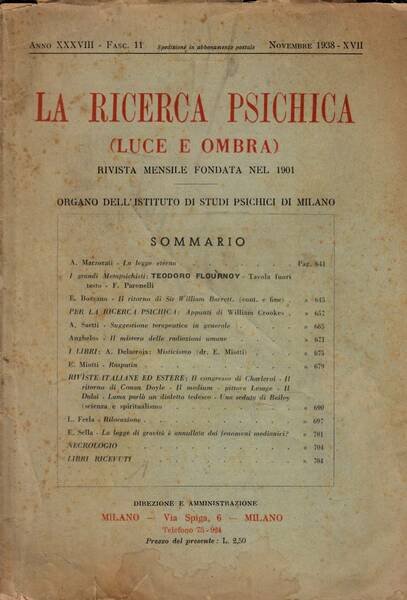 ANNO XXXVIII - FASC. 11 Spedizione in abbonamento postale NOVEMBRE 1938 - XVII
LA RICERCA PSICHICA
(LUCE E OMBRA)
RIVISTA MENSILE FONDATA NEL 1901
ORGANO DELL'ISTITUTO DI STUDI PSICHICI DI MILANO
SOMMARIO
A. Marzorati - La legge eterna Pag. 641
I grandi Metapsichisti: TEODORO FLOURNOY - Tavola fuori
testo - F. Parenelli
E. Bozzano - Il ritorno di Sir William Barrett. (cont. e fine) » 645
PER LA RICERCA PSICHICA: Appunti di William Crookes » 657
A. Saetti - Suggestione terapeutica in generale » 665
Anghelos - Il mistero delle radiazioni umane » 671
I LIBRI: A. Delacroix: Misticismo (dr. E. Miotti) » 675
E. Miotti - Rasputin » 679
RIVISTE ITALIANE ED ESTERE: Il congresso di Charleroi - Il
ritorno di Conan Doyle - Il medium - pittore Lesage - Il
Dalai - Lama parlò un dialetto tedesco - Una seduta di Bailey
(scienza e spiritualismo » 690
L. Feela - Rilocazione » 697
E. Sella - La legge di gravità è annullata dai fenomeni medianici? » 701
NECROLOGIO » 704
LIBRI RICEVUTI » 704
DIREZIONE E AMMINISTRAZIONE
MILANO — Via Spiga, 6 — MILANO
Telefono 75-964
Prezzo del presente: L. 2,50